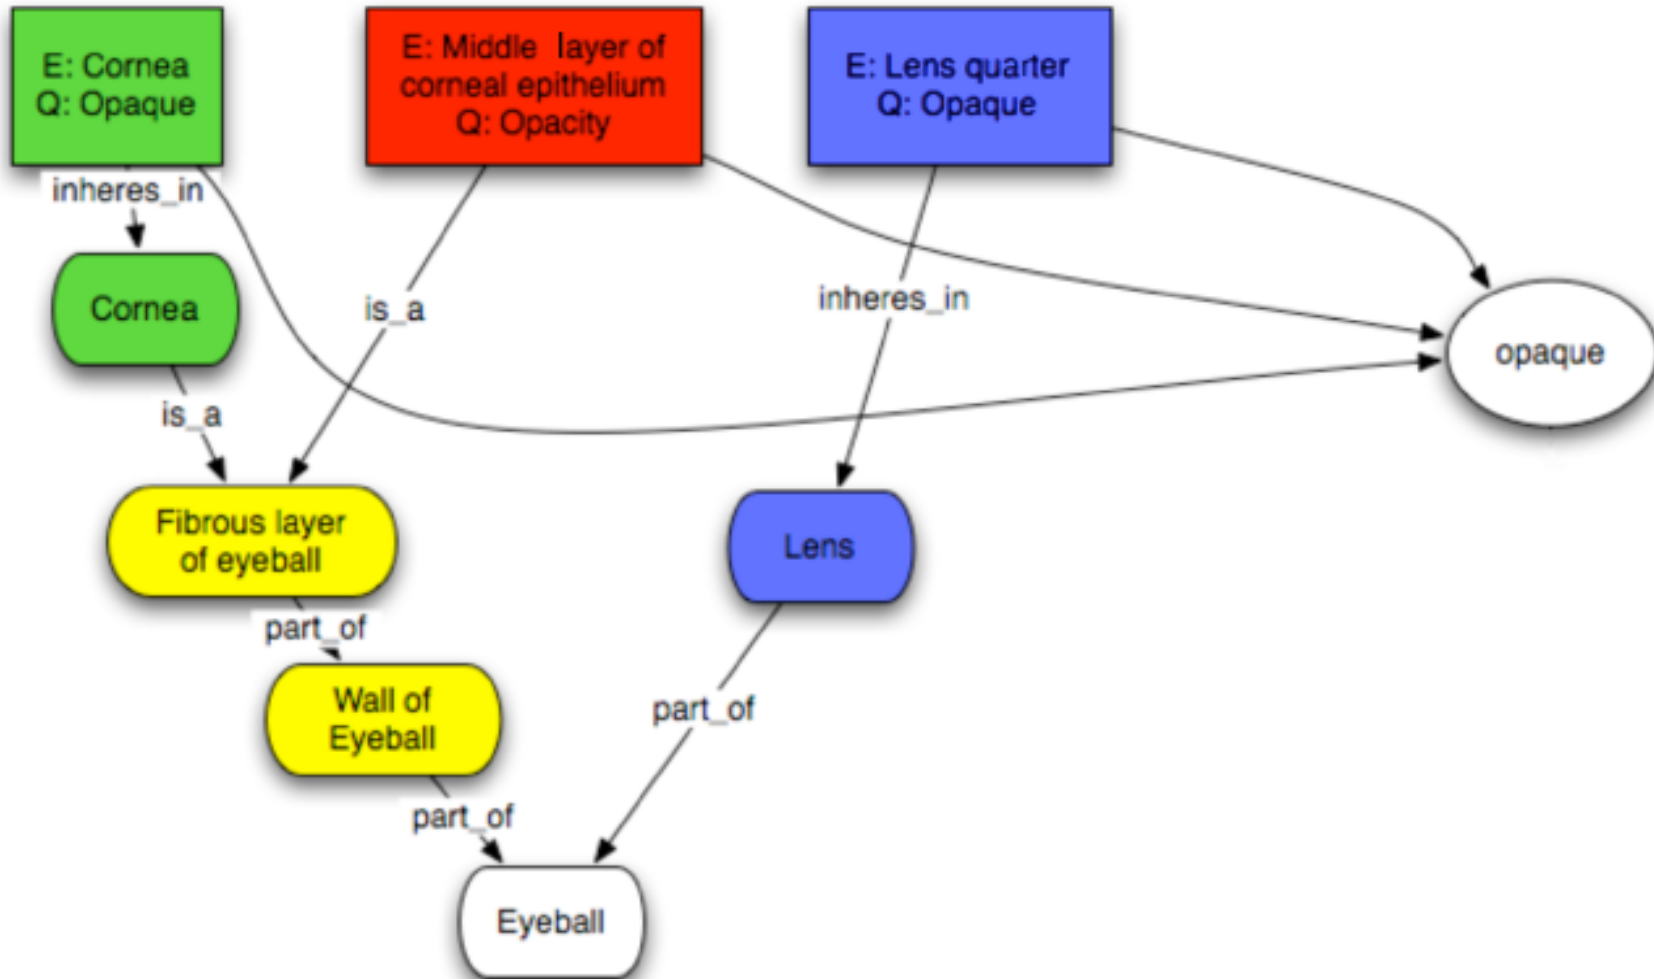 E: Cornea
Q: Opaque
E: Middle layer of
corneal epithelium
Q: Opacity
E: Lens quarter
Q: Opaque
inheres_in
Cornea
is_a
inheres_in
opaque
is_a
Fibrous layer
of eyeball
Lens
part_of
Wall of
Eyeball
part_of
part_of
Eyeball